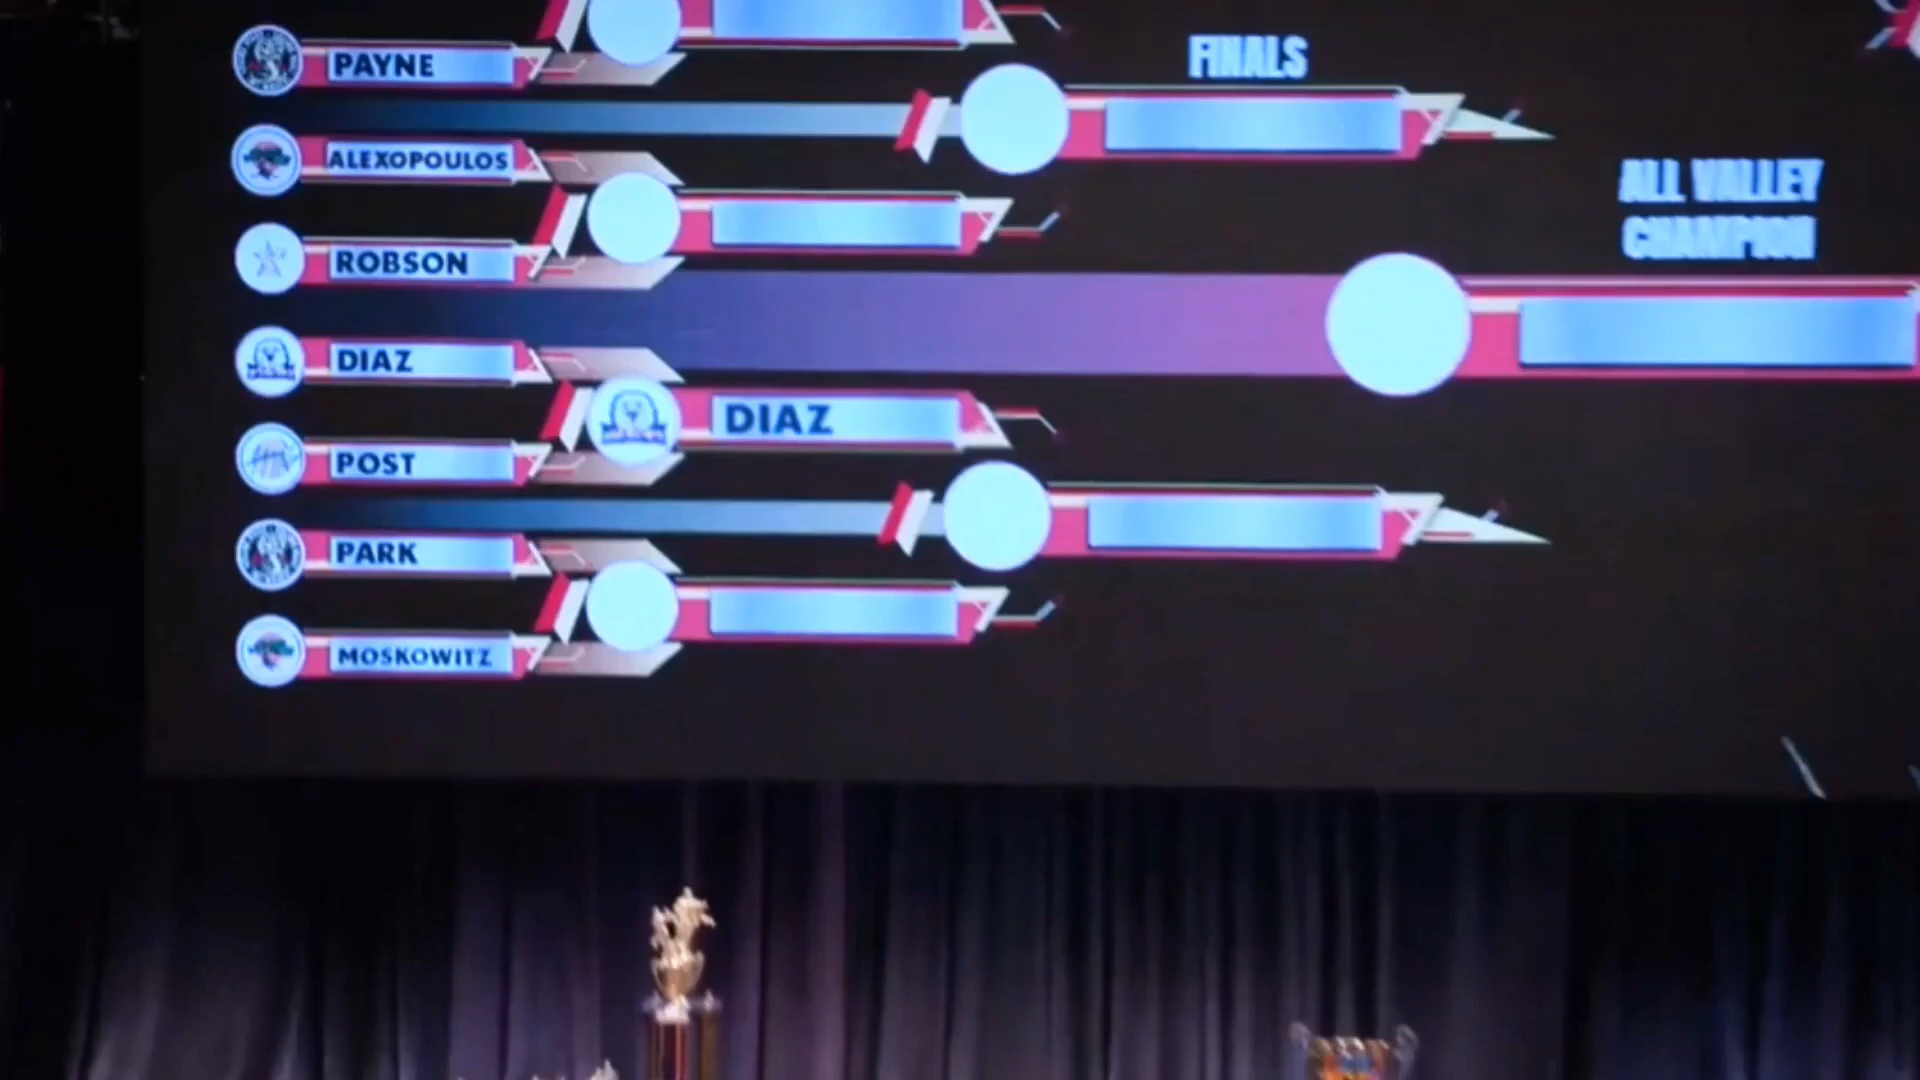 PAYNE
FINALS
ALEXOPOULOS
ALL VALLEY
CHAMPION
ROBSON
DIAZ
DIAZ
POST
PARK
MOSKOWITZ